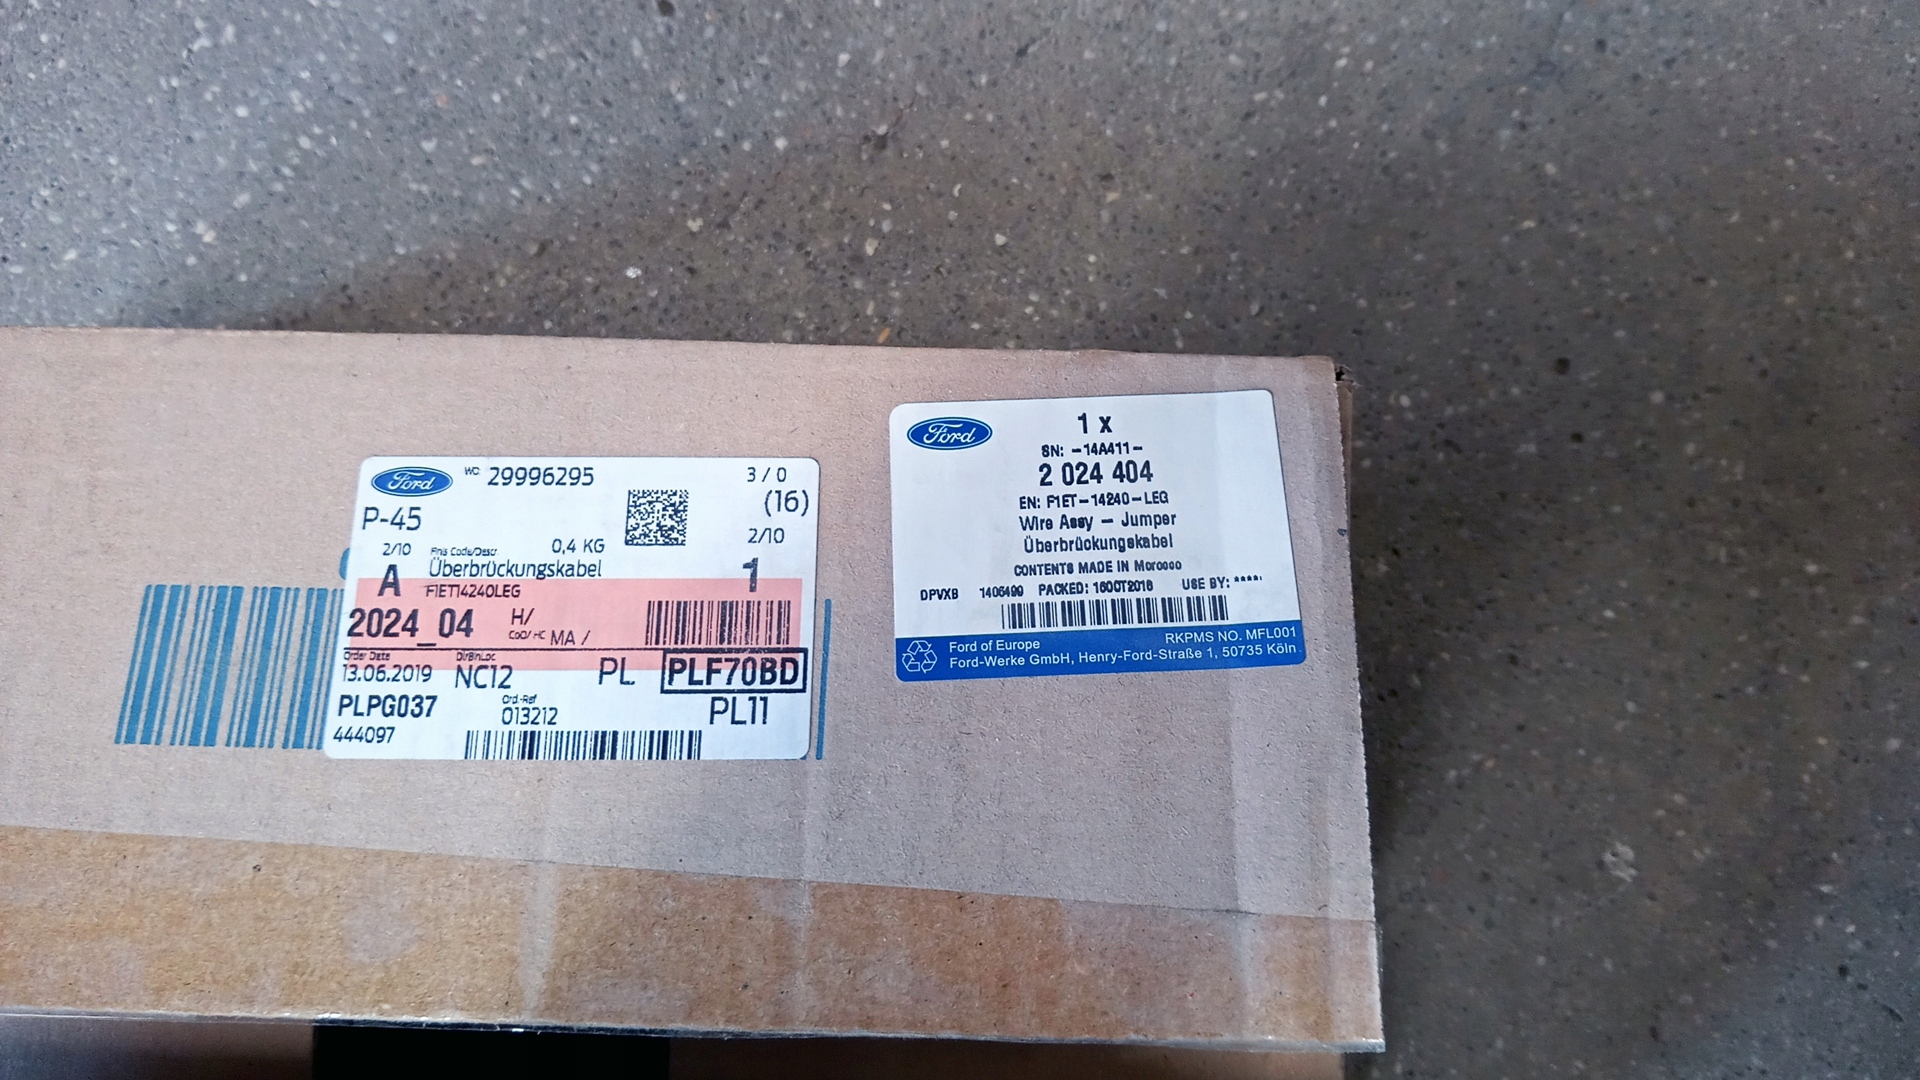 Ford
WC 29996295
3 / 0
(16)
P-45
2/10
2/10
Finis Code/Descr.
0,4 KG
A
Überbrückungskabel
1
F1ET14240LEG
2024_04
H/
CoO/HC MA /
Order Date
13.06.2019
DlrBinLoc
NC12
PL
PLF70BD
PLPG037
Ord.-Ref
013212
PL11
444097
Ford
1 x
SN: -14A411-
2 024 404
EN: F1ET-14240-LEG
Wire Assy - Jumper
Überbrückungskabel
CONTENTS MADE IN Morocco
DPVXB 1406499 PACKED: 16OCT2018 USE BY: ****
Ford of Europe
RKPMS NO. MFL001
Ford-Werke GmbH, Henry-Ford-Straße 1, 50735 Köln